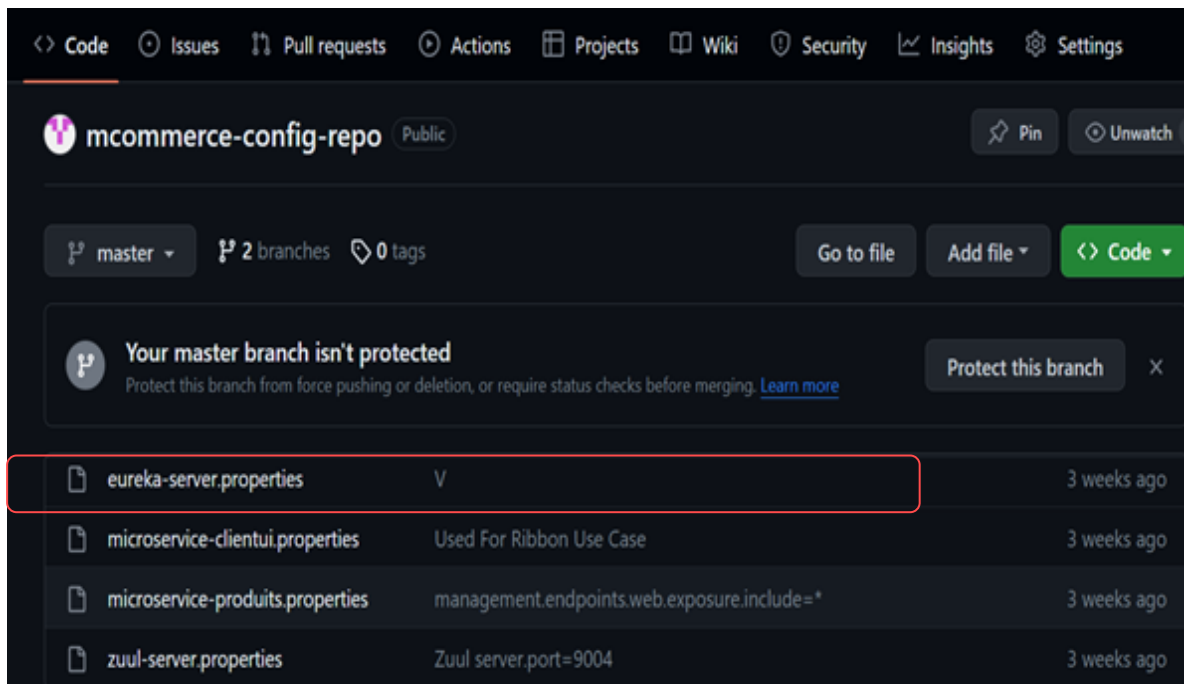 <> Code Issues Pull requests Actions Projects Wiki Security Insights Settings
mcommerce-config-repo Public Pin Unwatch
master 2 branches 0 tags Go to file Add file <> Code
Your master branch isn't protected
Protect this branch from force pushing or deletion, or require status checks before merging. Learn more
Protect this branch ×
eureka-server.properties V 3 weeks ago
microservice-clientui.properties Used For Ribbon Use Case 3 weeks ago
microservice-produits.properties management.endpoints.web.exposure.include=* 3 weeks ago
zuul-server.properties Zuul server.port=9004 3 weeks ago